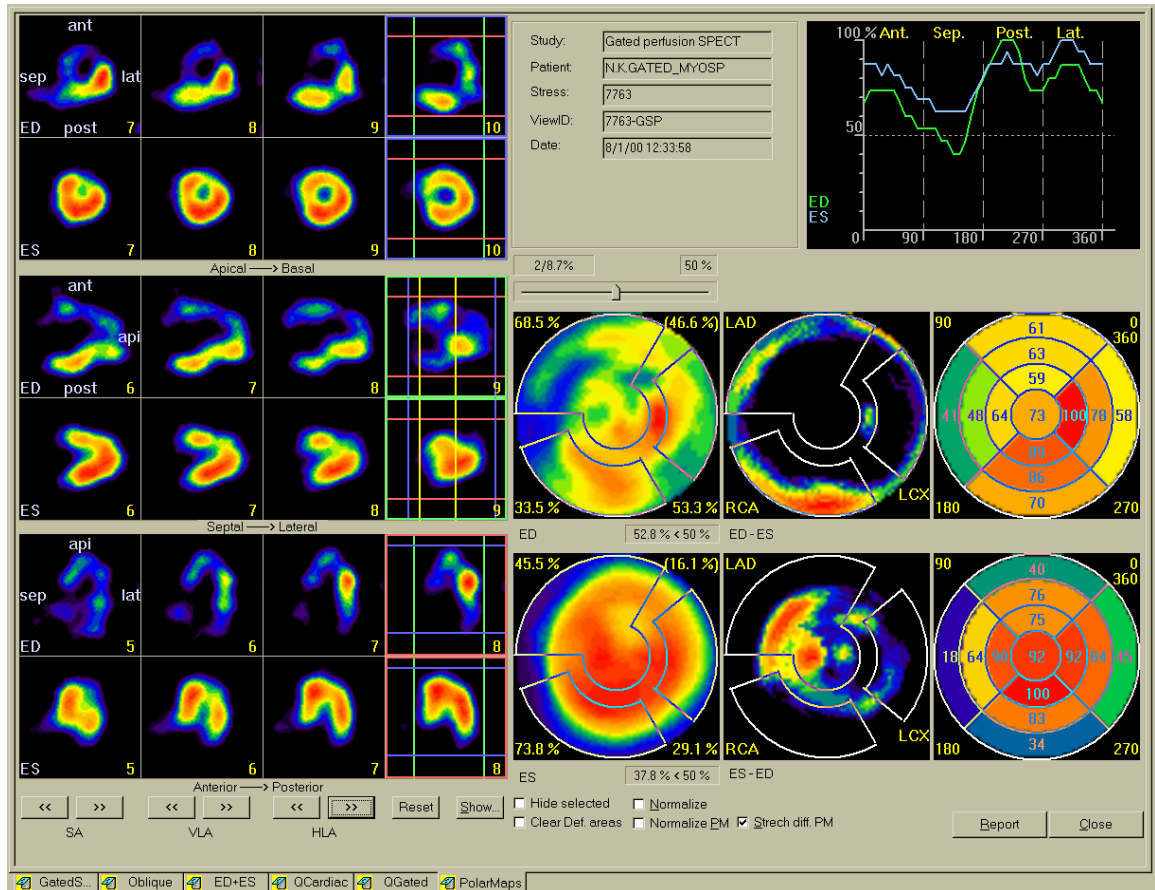 ant
sep lat
ED post 7 8 9 10
ES 7 8 9 10
Apical ---> Basal
ant
api
ED post 6 7 8 9
ES 6 7 8 9
Septal ---> Lateral
api
sep lat
ED 5 6 7 8
ES 5 6 7 8
Anterior ---> Posterior
<< >> << >> << >> Reset Show...
SA VLA HLA
Study: Gated perfusion SPECT
Patient: N.K.GATED_MYOSP
Stress: 7763
ViewID: 7763-GSP
Date: 8/1/00 12:33:58
100 % Ant. Sep. Post. Lat.
50
ED
ES
0 90 180 270 360
2/8.7% 50 %
68.5 % (46.6 %)
33.5 % 53.3 %
ED 52.8 % < 50 %
LAD
RCA LCX
ED - ES
90 0
360
61
63
59
41 48 64 73 100 78 58
89
86
70
180 270
45.5 % (16.1 %)
73.8 % 29.1 %
ES 37.8 % < 50 %
LAD
RCA LCX
ES - ED
90 0
360
40
76
75
18 64 90 92 92 84 45
100
83
34
180 270
Hide selected Normalize
Clear Def. areas Normalize PM Strech diff. PM
Report Close
GatedS... Oblique ED+ES QCardiac QGated PolarMaps